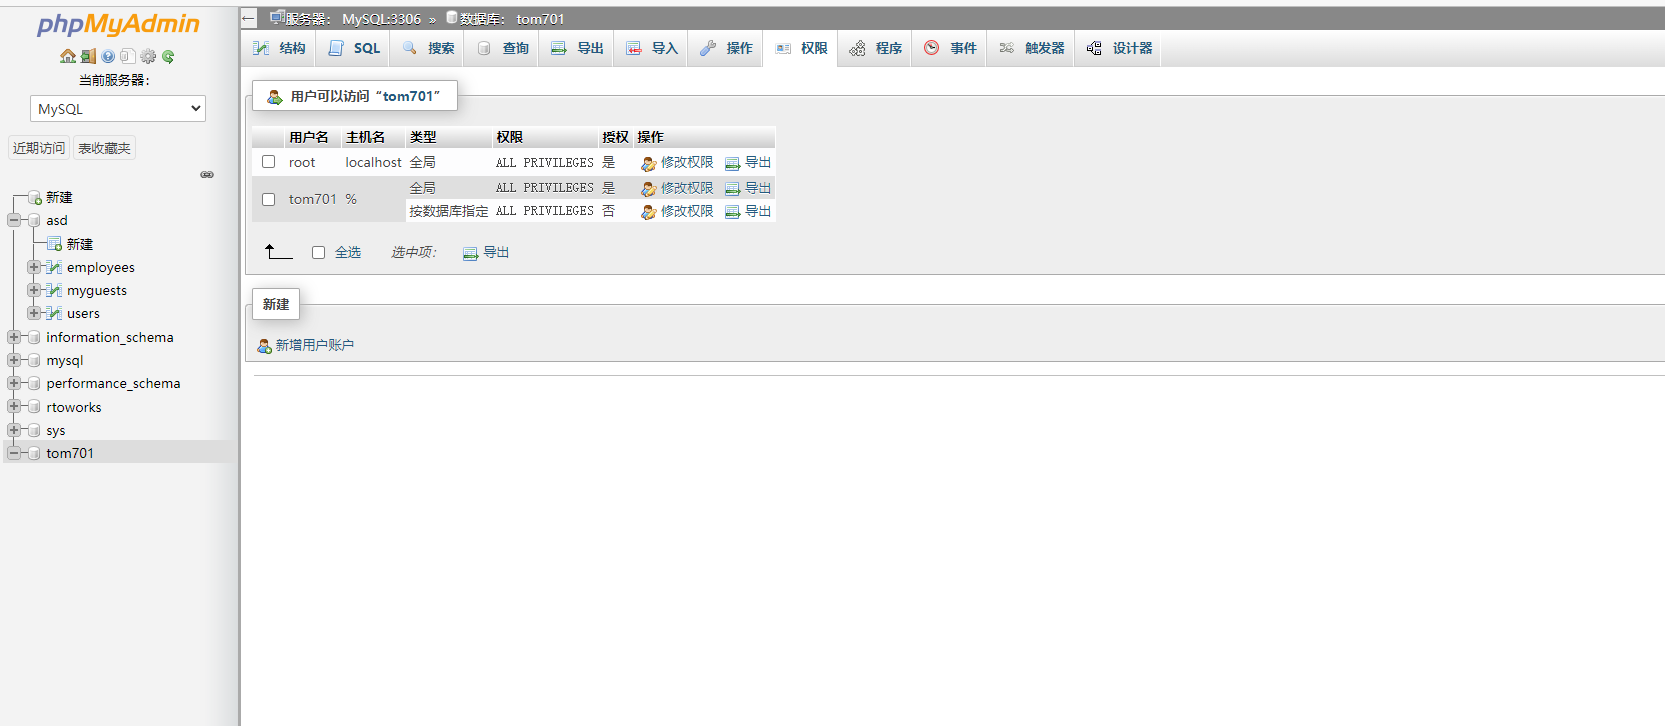 phpMyAdmin
当前服务器：
MySQL
近期访问 表收藏夹
新建
asd
新建
employees
myguests
users
information_schema
mysql
performance_schema
rtoworks
sys
tom701
服务器： MySQL:3306 » 数据库： tom701
结构 SQL 搜索 查询 导出 导入 操作 权限 程序 事件 触发器 设计器
用户可以访问“tom701”
用户名 主机名 类型 权限 授权 操作
root localhost 全局 ALL PRIVILEGES 是 修改权限 导出
tom701 % 全局 ALL PRIVILEGES 是 修改权限 导出
按数据库指定 ALL PRIVILEGES 否 修改权限 导出
全选 选中项： 导出
新建
新增用户账户